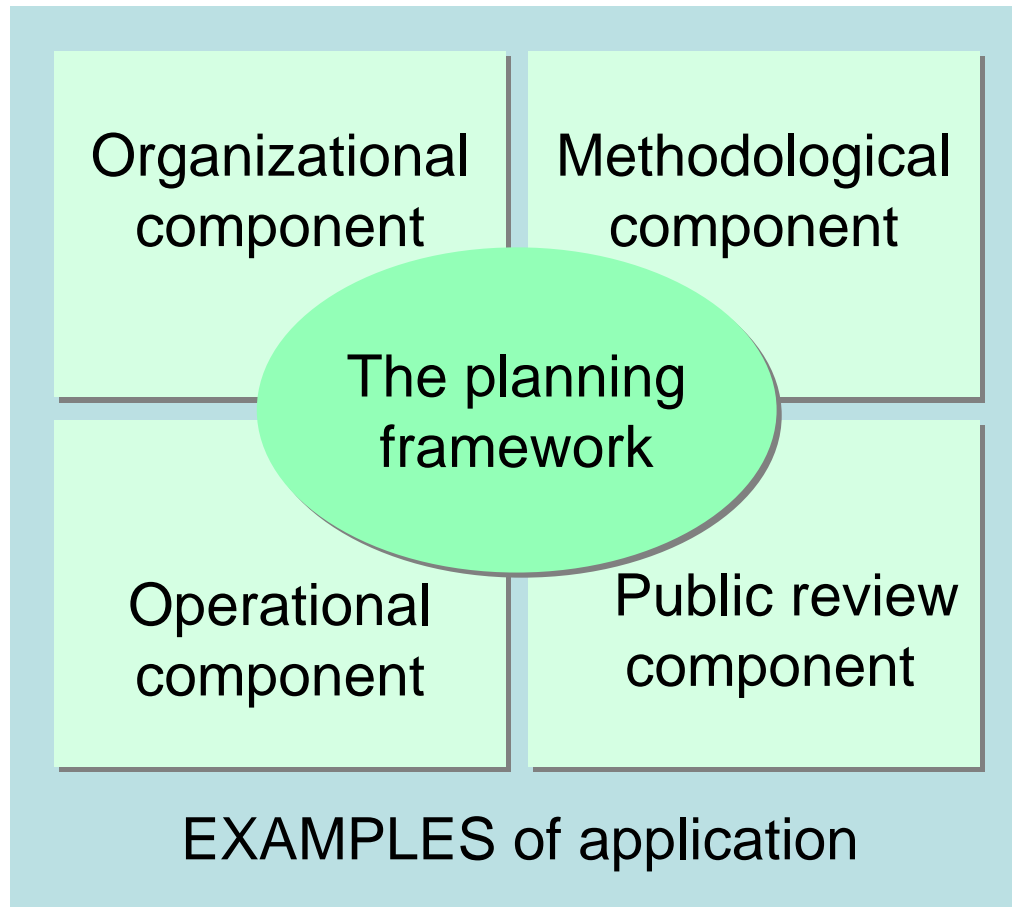 Organizational
component
Methodological
component
The planning
framework
Operational
component
Public review
component
EXAMPLES of application